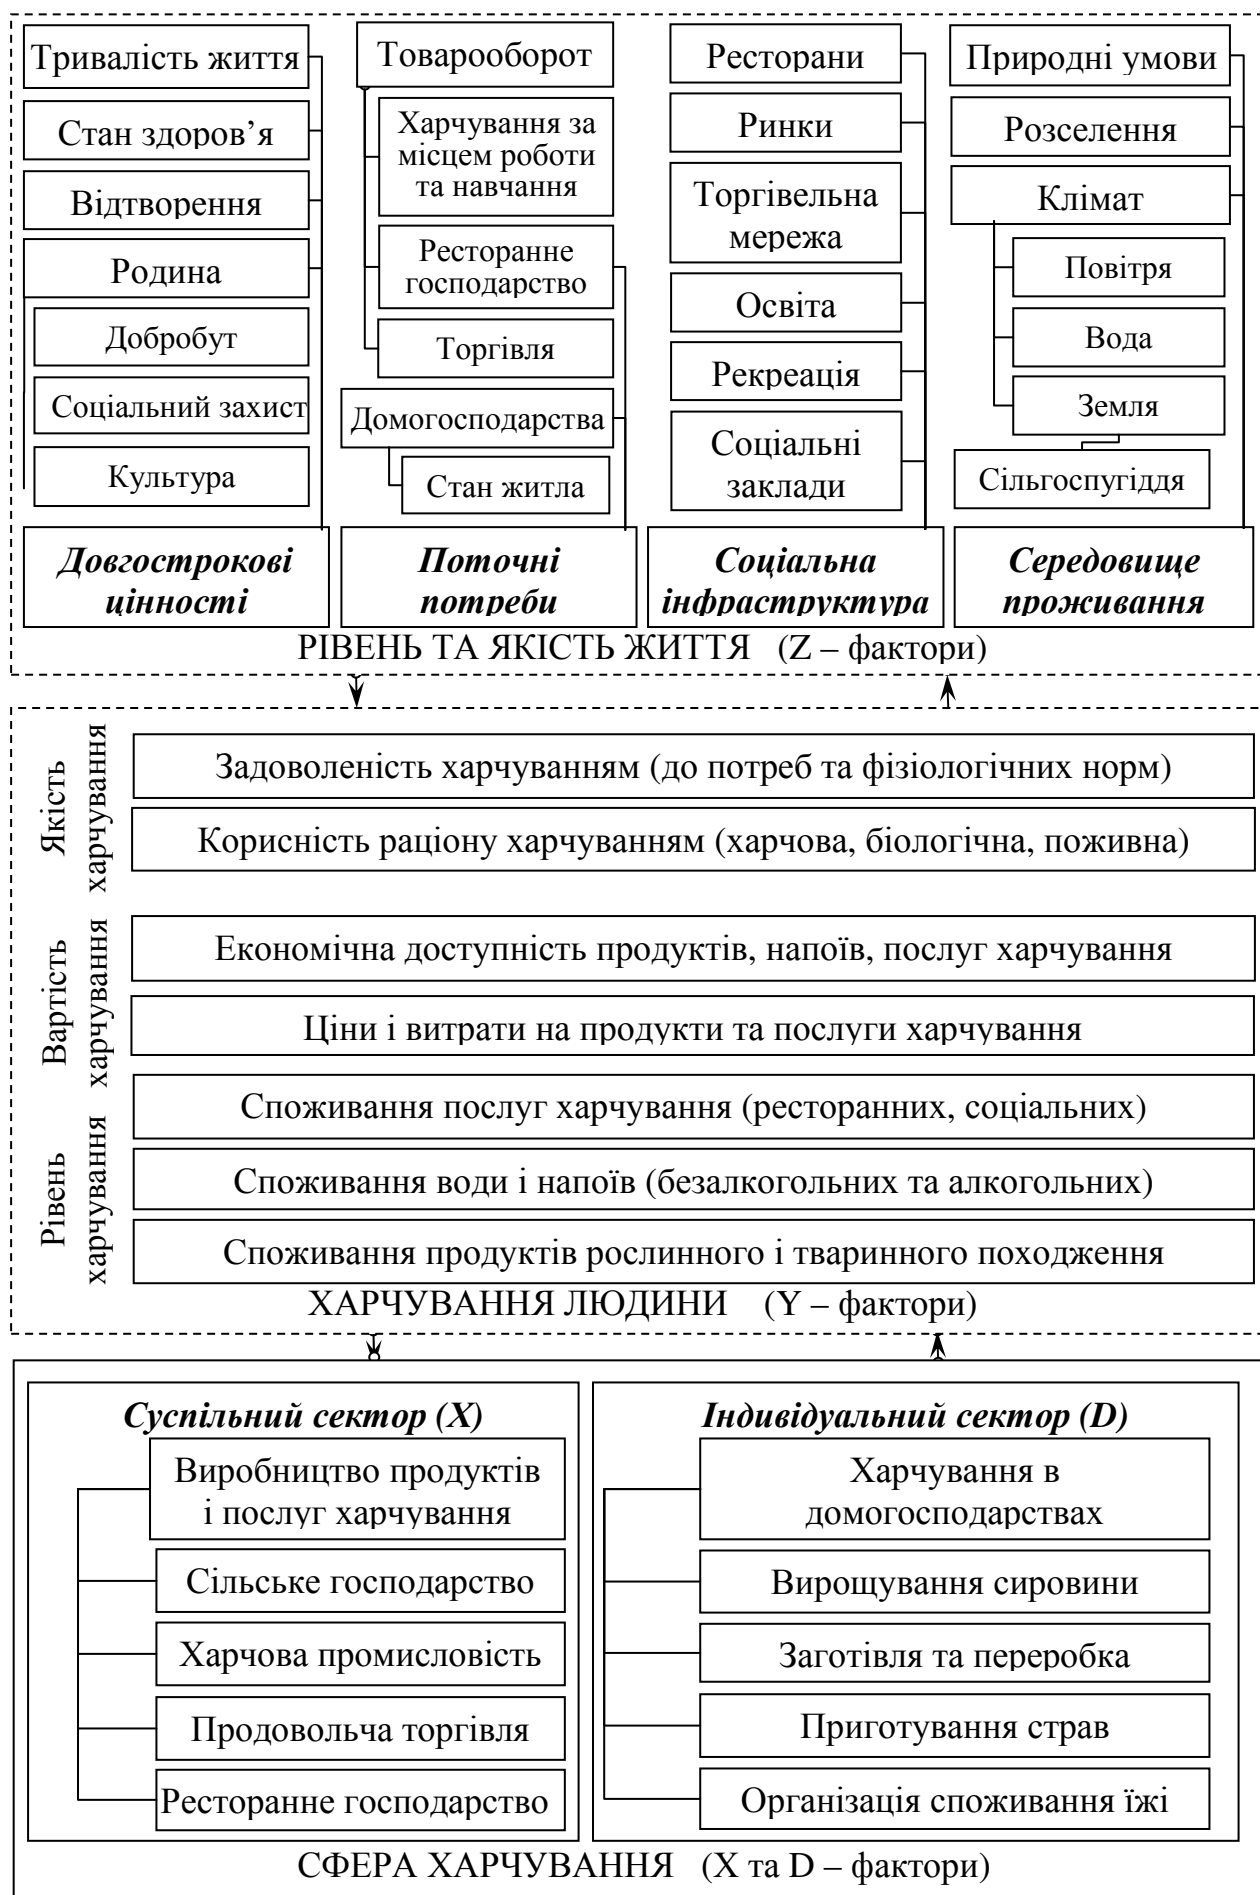 Тривалість життя
Стан здоров’я
Відтворення
Родина
Добробут
Соціальний захист
Культура
Довгострокові
цінності
Товарооборот
Харчування за
місцем роботи
та навчання
Ресторанне
господарство
Торгівля
Домогосподарства
Стан житла
Поточні
потреби
Ресторани
Ринки
Торгівельна
мережа
Освіта
Рекреація
Соціальні
заклади
Соціальна
інфраструктура
Природні умови
Розселення
Клімат
Повітря
Вода
Земля
Сільгоспугіддя
Середовище
проживання
РІВЕНЬ ТА ЯКІСТЬ ЖИТТЯ (Z – фактори)
Якість
харчування
Задоволеність харчуванням (до потреб та фізіологічних норм)
Корисність раціону харчуванням (харчова, біологічна, поживна)
Вартість
харчування
Економічна доступність продуктів, напоїв, послуг харчування
Ціни і витрати на продукти та послуги харчування
Рівень
харчування
Споживання послуг харчування (ресторанних, соціальних)
Споживання води і напоїв (безалкогольних та алкогольних)
Споживання продуктів рослинного і тваринного походження
ХАРЧУВАННЯ ЛЮДИНИ (Y – фактори)
Суспільний сектор (X)
Виробництво продуктів
і послуг харчування
Сільське господарство
Харчова промисловість
Продовольча торгівля
Ресторанне господарство
Індивідуальний сектор (D)
Харчування в
домогосподарствах
Вирощування сировини
Заготівля та переробка
Приготування страв
Організація споживання їжі
СФЕРА ХАРЧУВАННЯ (X та D – фактори)